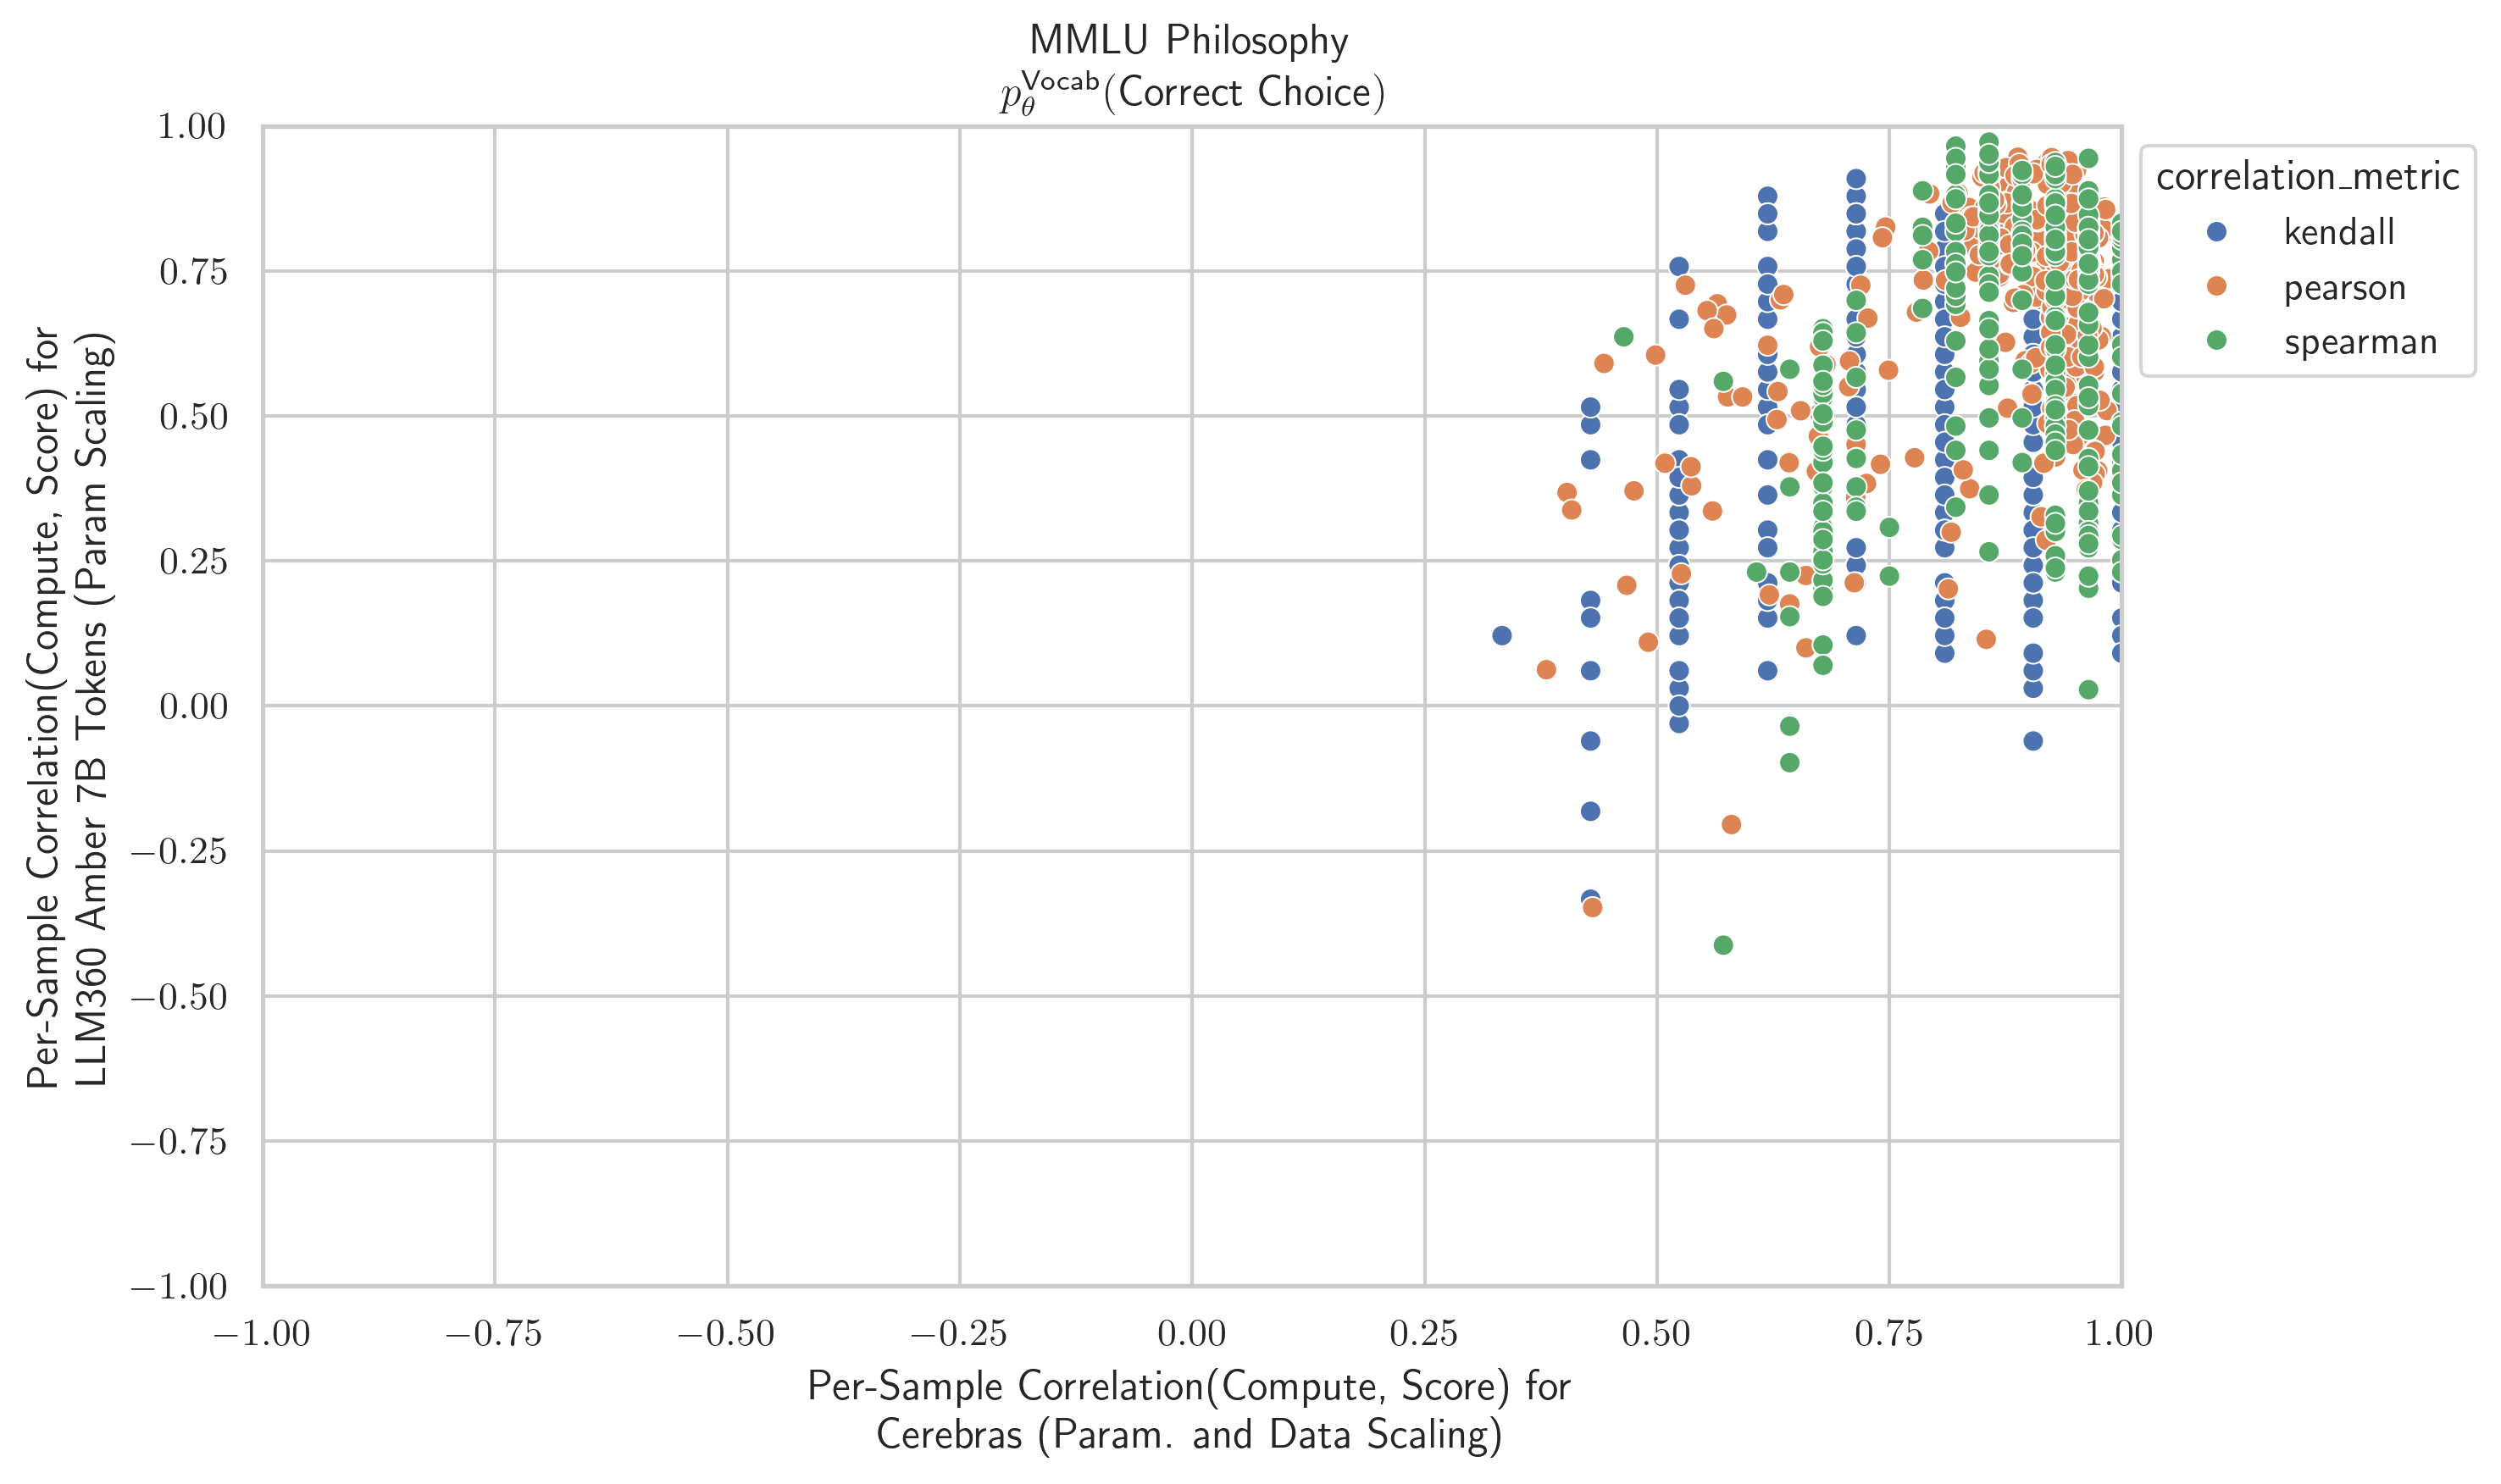 MMLU Philosophy
p_θ^Vocab(Correct Choice)
1.00
0.75
0.50
0.25
0.00
−0.25
−0.50
−0.75
−1.00
Per-Sample Correlation(Compute, Score) for
LLM360 Amber 7B Tokens (Param Scaling)
correlation_metric
kendall
pearson
spearman
−1.00 −0.75 −0.50 −0.25 0.00 0.25 0.50 0.75 1.00
Per-Sample Correlation(Compute, Score) for
Cerebras (Param. and Data Scaling)